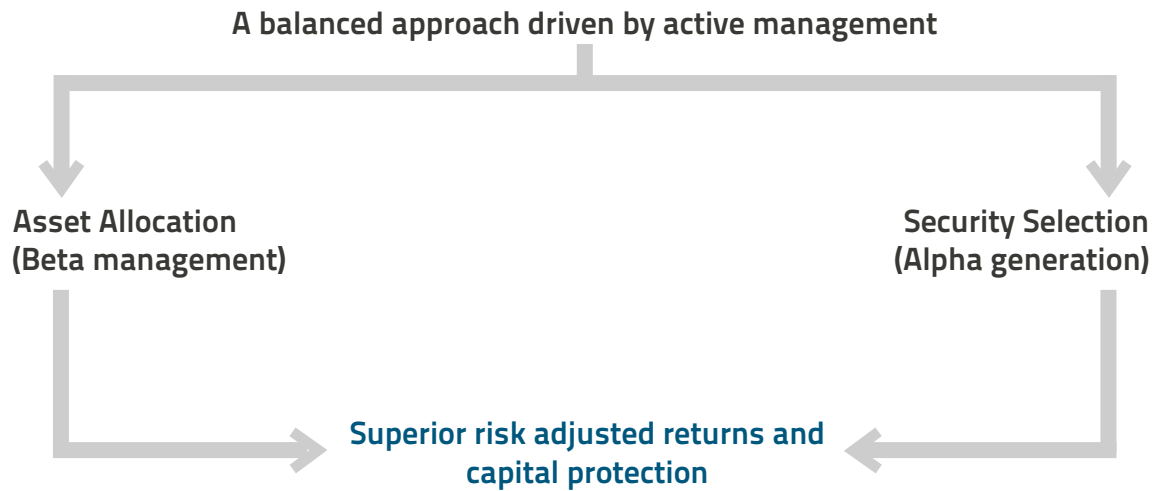 A balanced approach driven by active management
Asset Allocation
(Beta management)
Security Selection
(Alpha generation)
Superior risk adjusted returns and
capital protection